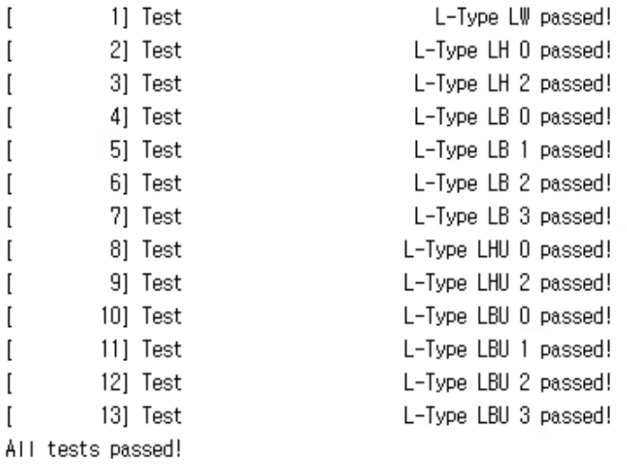 [         1] Test                         L-Type LW passed!
[         2] Test                       L-Type LH 0 passed!
[         3] Test                       L-Type LH 2 passed!
[         4] Test                       L-Type LB 0 passed!
[         5] Test                       L-Type LB 1 passed!
[         6] Test                       L-Type LB 2 passed!
[         7] Test                       L-Type LB 3 passed!
[         8] Test                      L-Type LHU 0 passed!
[         9] Test                      L-Type LHU 2 passed!
[        10] Test                      L-Type LBU 0 passed!
[        11] Test                      L-Type LBU 1 passed!
[        12] Test                      L-Type LBU 2 passed!
[        13] Test                      L-Type LBU 3 passed!
All tests passed!